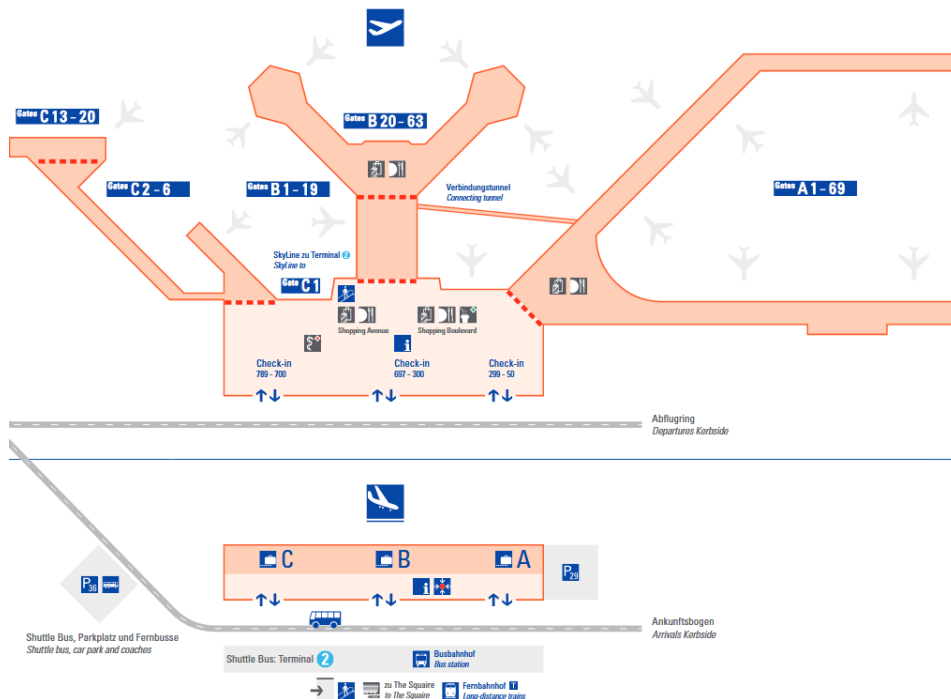 Gates C 13 - 20
Gates B 20 - 63
Gates C 2 - 6
Gates B 1 - 19
Gates A 1 - 69
Verbindungstunnel
Connecting tunnel
SkyLine zu Terminal 2
SkyLine to
Gate C 1
Shopping Avenue
Shopping Boulevard
Check-in
789 - 700
Check-in
697 - 300
Check-in
299 - 50
Abflugring
Departures Kerbside
C
B
A
P36
P29
Ankunftsbogen
Arrivals Kerbside
Shuttle Bus, Parkplatz und Fernbusse
Shuttle bus, car park and coaches
Shuttle Bus: Terminal 2
Busbahnhof
Bus station
zu The Squaire
to The Squaire
Fernbahnhof T
Long-distance trains